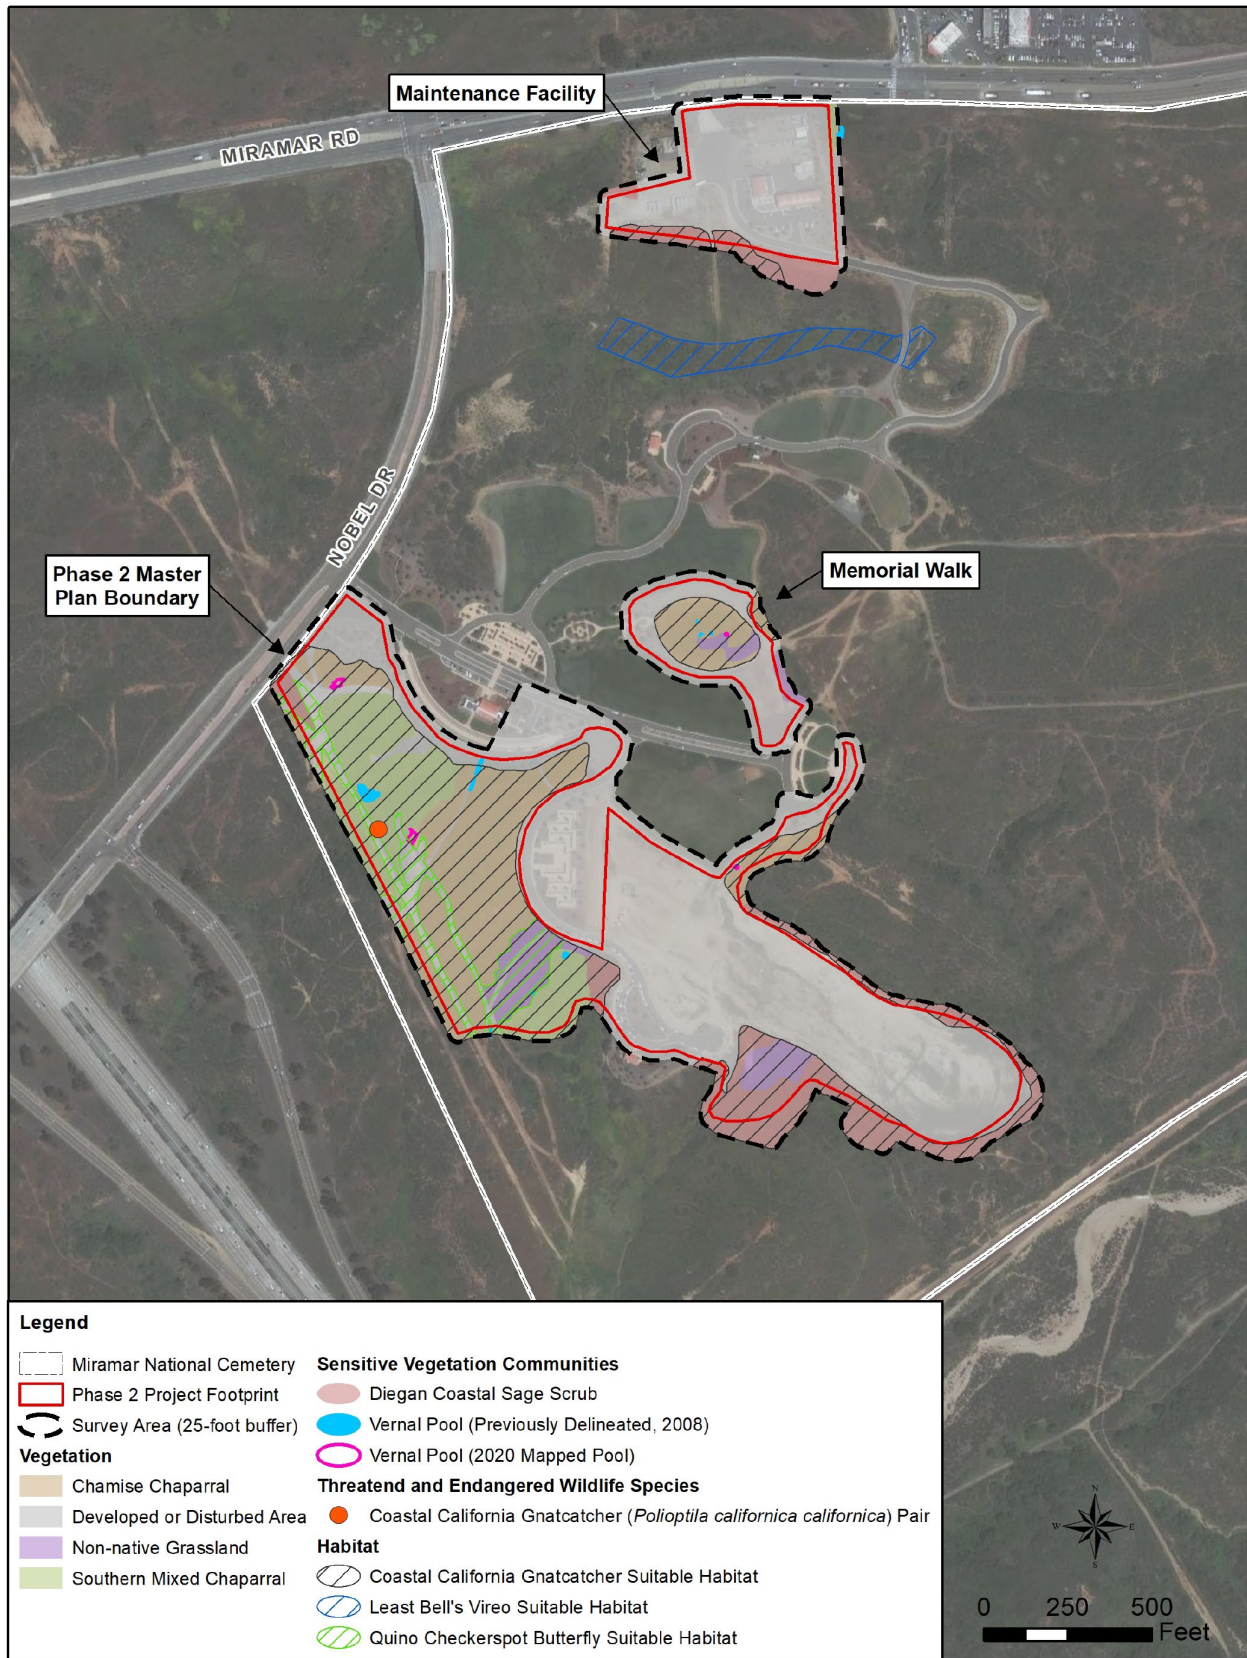 Maintenance Facility
MIRAMAR RD
NOBEL DR
Phase 2 Master
Plan Boundary
Memorial Walk
Legend
Miramar National Cemetery
Phase 2 Project Footprint
Survey Area (25-foot buffer)
Vegetation
Chamise Chaparral
Developed or Disturbed Area
Non-native Grassland
Southern Mixed Chaparral
Sensitive Vegetation Communities
Diegan Coastal Sage Scrub
Vernal Pool (Previously Delineated, 2008)
Vernal Pool (2020 Mapped Pool)
Threatend and Endangered Wildlife Species
Coastal California Gnatcatcher (Polioptila californica californica) Pair
Habitat
Coastal California Gnatcatcher Suitable Habitat
Least Bell's Vireo Suitable Habitat
Quino Checkerspot Butterfly Suitable Habitat
N
W E
S
0 250 500
Feet